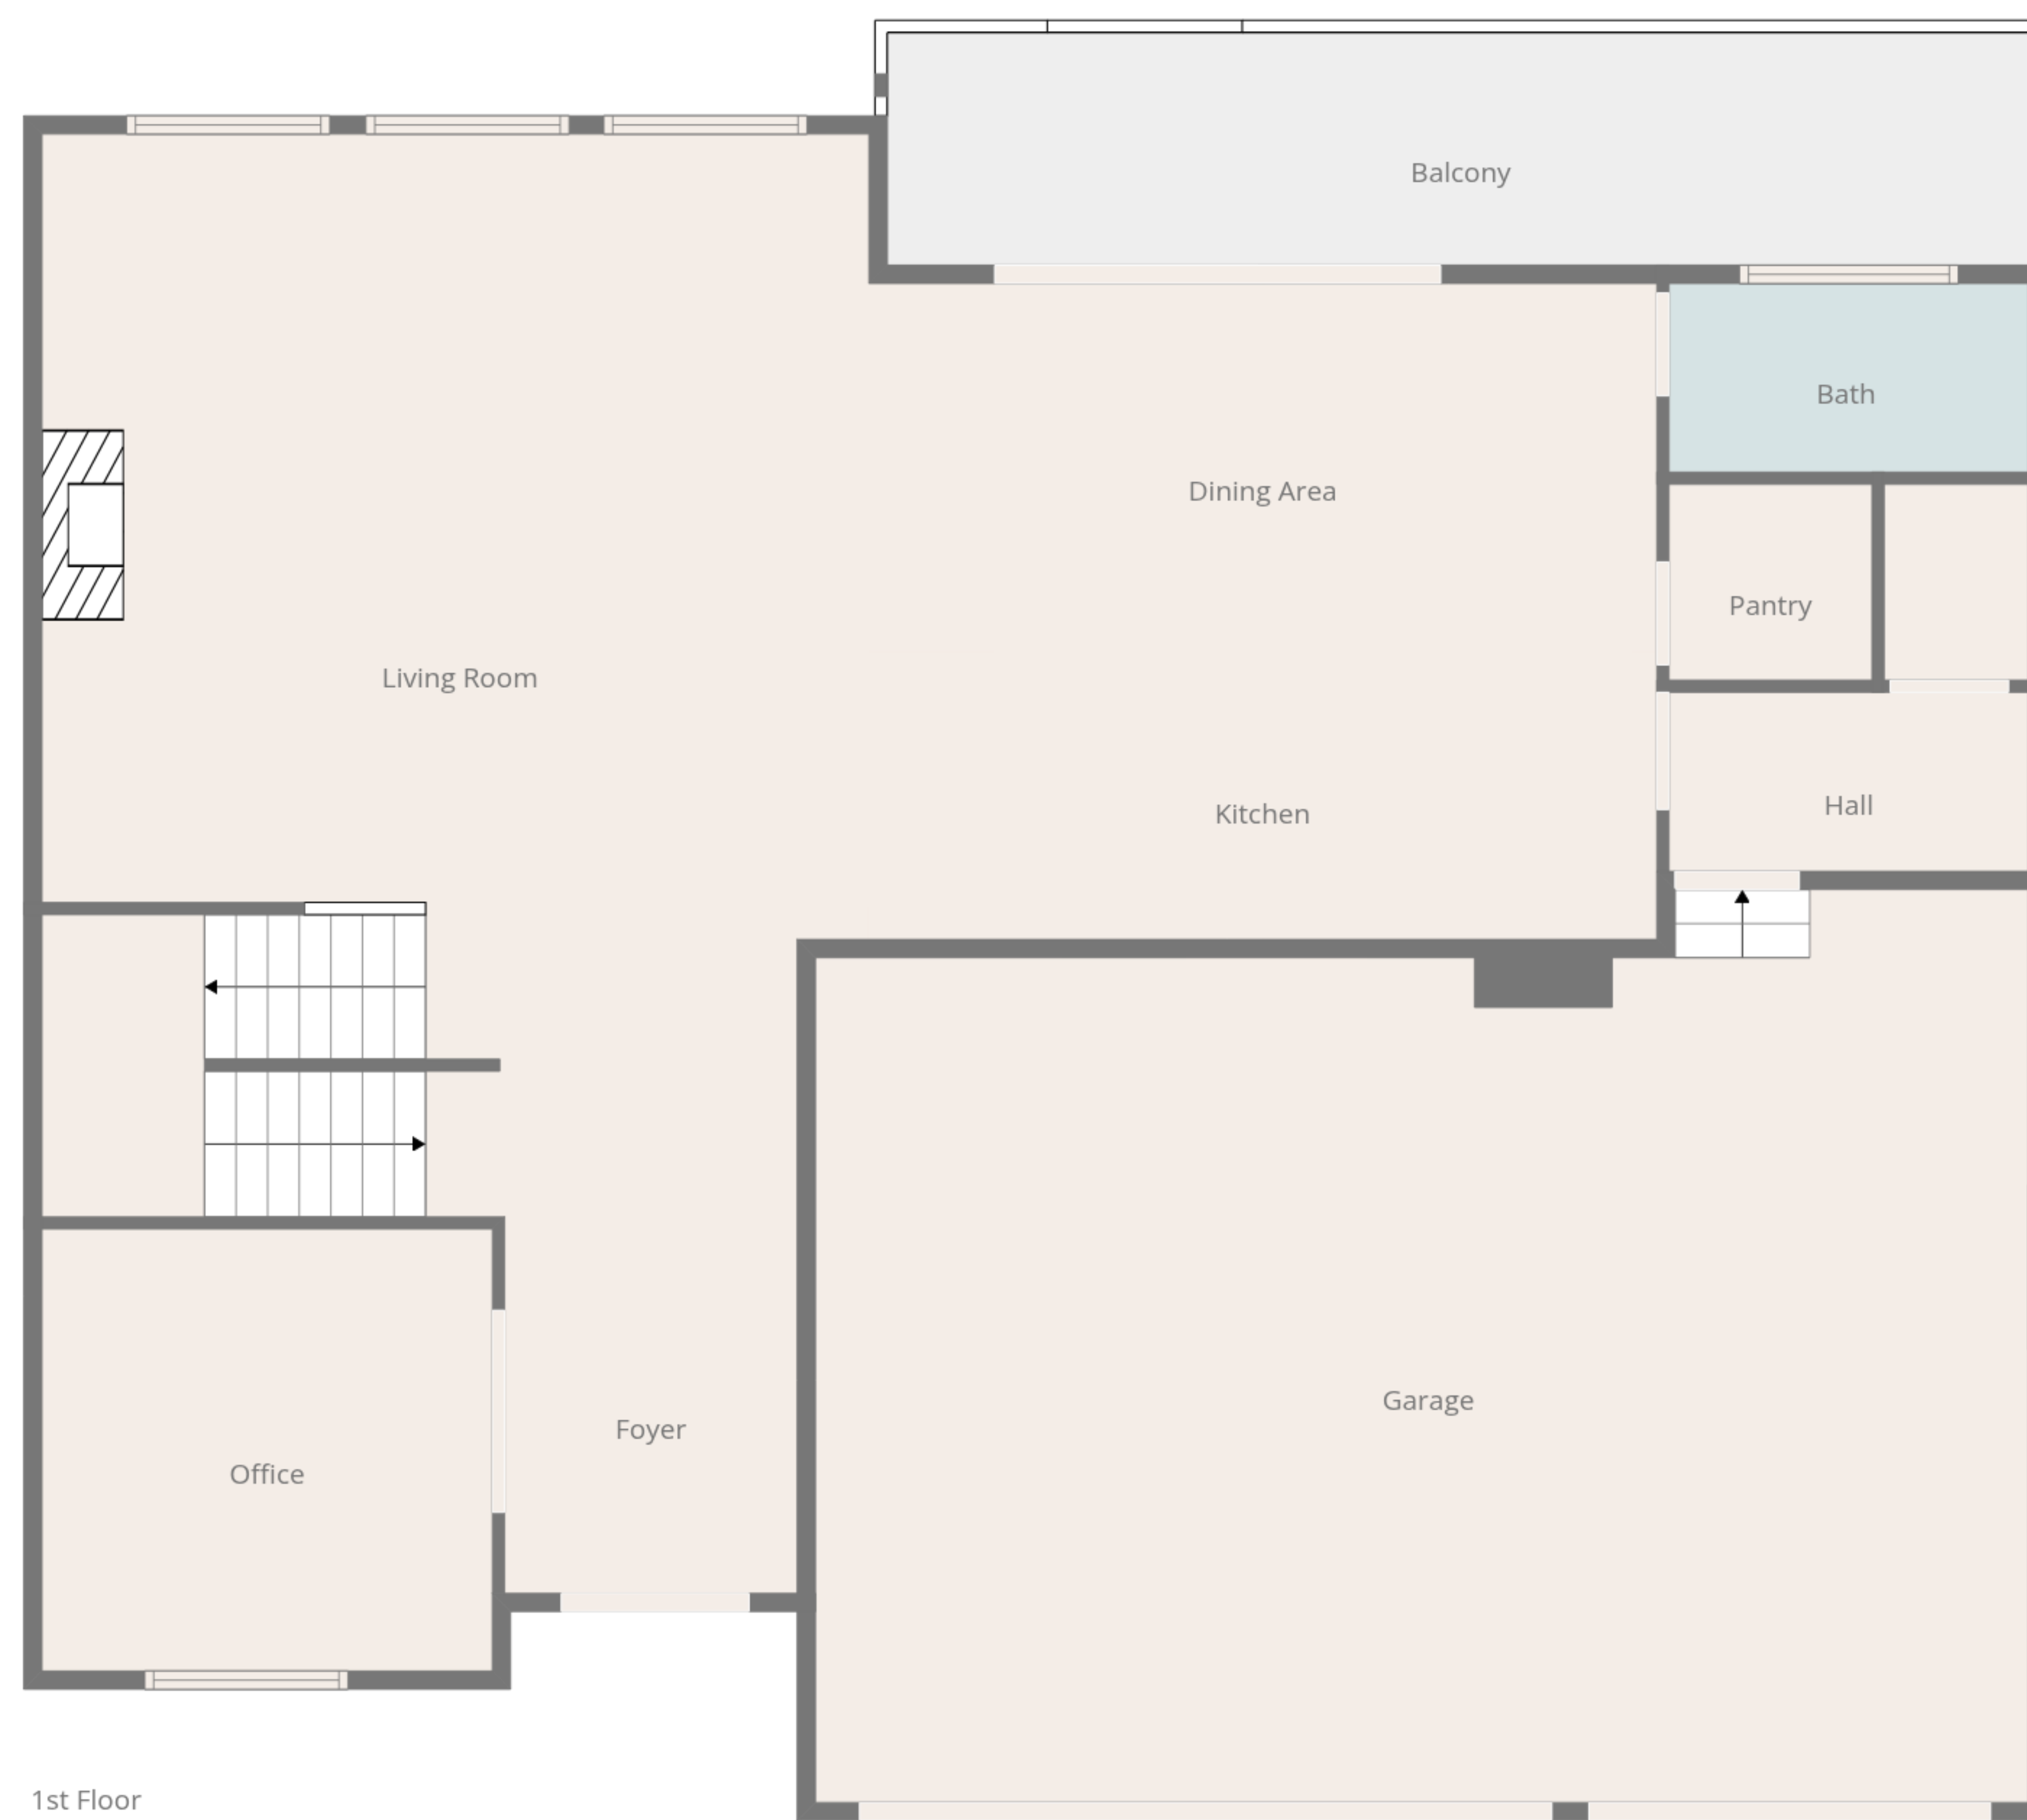 Balcony
Bath
Dining Area
Pantry
Living Room
Hall
Kitchen
Garage
Foyer
Office
1st Floor